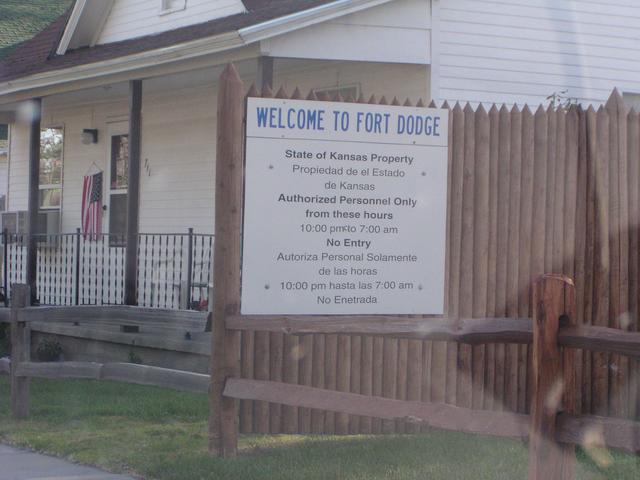 WELCOME TO FORT DODGE
State of Kansas Property
Propiedad de el Estado
de Kansas
Authorized Personnel Only
from these hours
10:00 pm to 7:00 am
No Entry
Autoriza Personal Solamente
de las horas
10:00 pm hasta las 7:00 am
No Enetrada